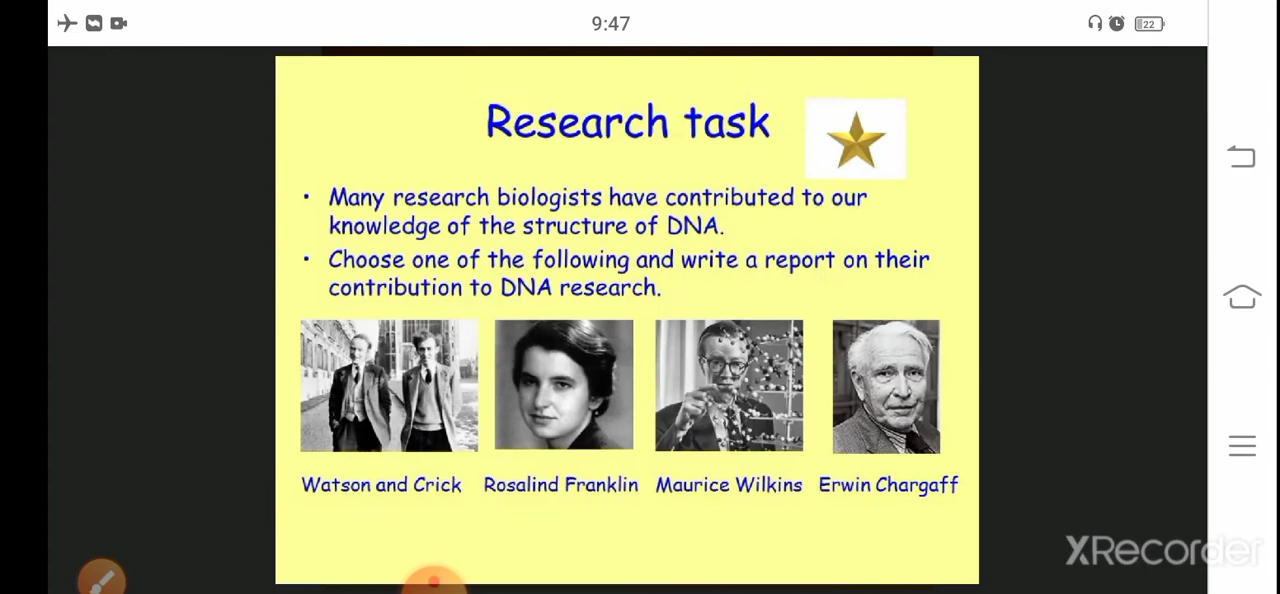 9:47
22
Research task
• Many research biologists have contributed to our
knowledge of the structure of DNA.
• Choose one of the following and write a report on their
contribution to DNA research.
Watson and Crick Rosalind Franklin Maurice Wilkins Erwin Chargaff
XRecorder